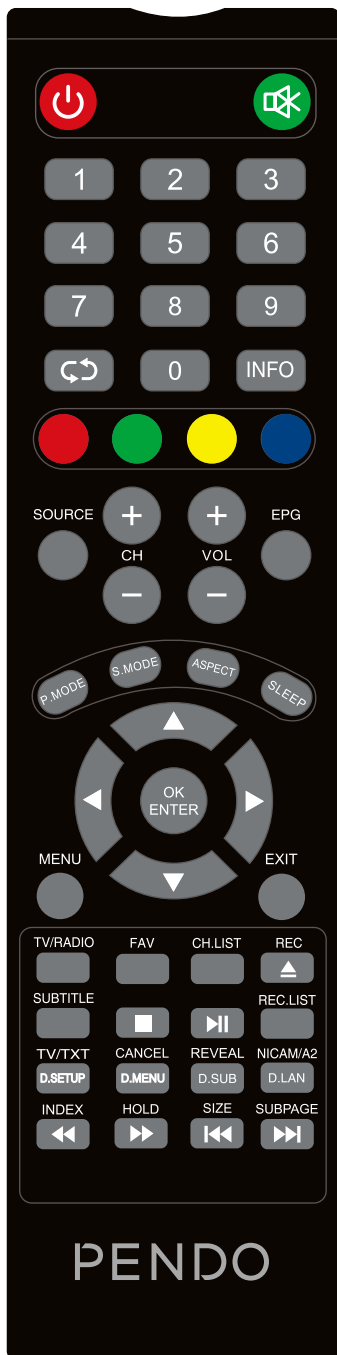 1 2 3
4 5 6
7 8 9
0 INFO
SOURCE CH VOL EPG
P.MODE S.MODE ASPECT SLEEP
OK
ENTER
MENU EXIT
TV/RADIO FAV CH.LIST REC
SUBTITLE REC.LIST
TV/TXT CANCEL REVEAL NICAM/A2
D.SETUP D.MENU D.SUB D.LAN
INDEX HOLD SIZE SUBPAGE
PENDO